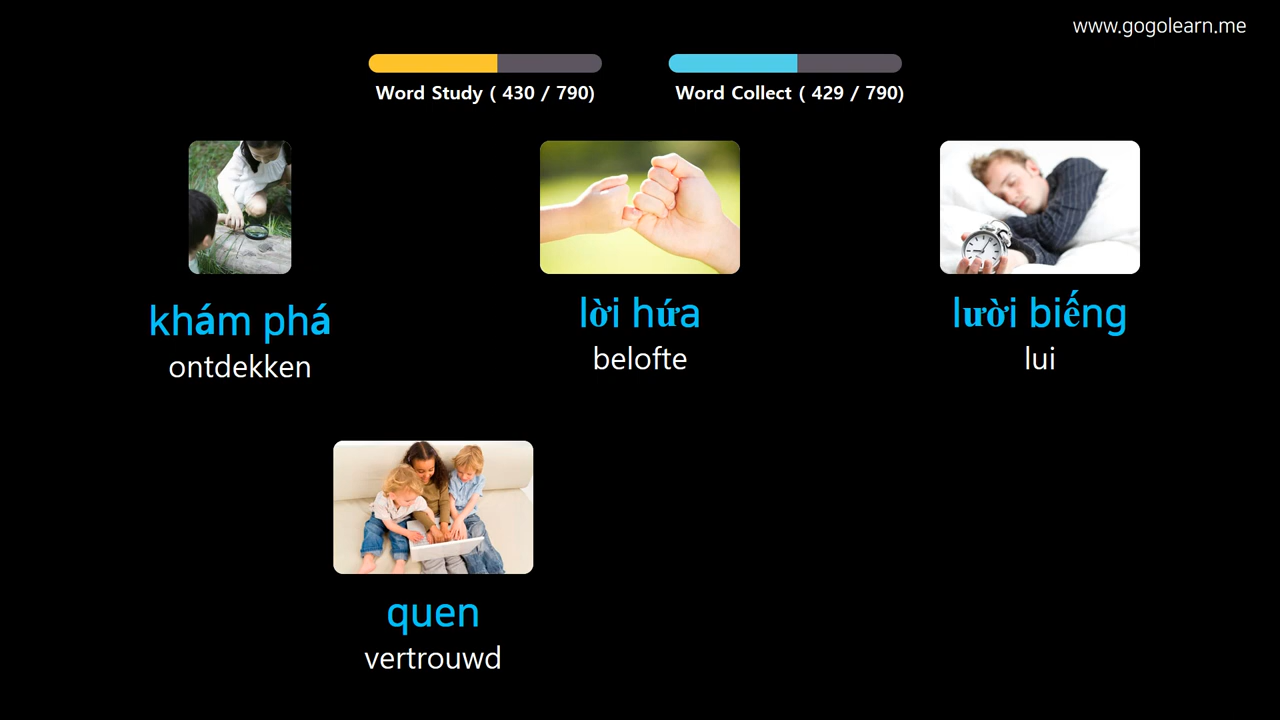 www.gogolearn.me
Word Study ( 430 / 790)
Word Collect ( 429 / 790)
khám phá
ontdekken
lời hứa
belofte
lười biếng
lui
quen
vertrouwd